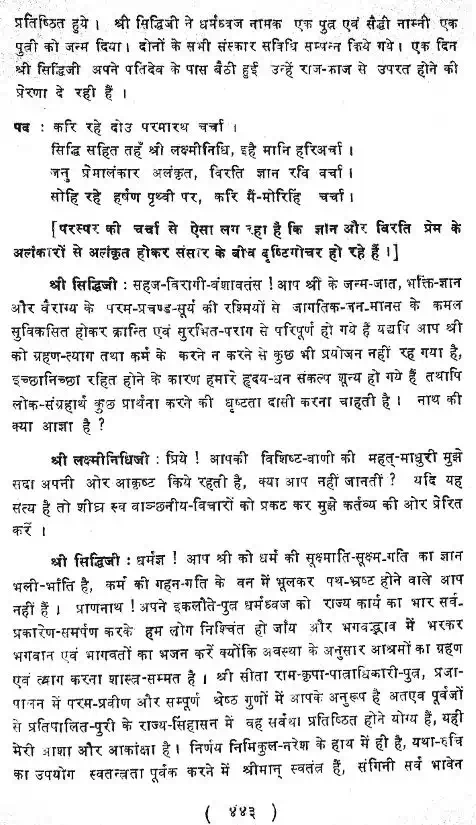 प्रतिष्ठित हुये । श्री सिद्धिजी ने धर्मध्वज नामक एक पुत्र एवं सैद्धी नाम्नी एक
पुत्री को जन्म दिया। दोनों के सभी संस्कार सविधि सम्पन्न किये गये। एक दिन
श्री सिद्धिजी अपने पतिदेव के पास बैठी हुई उन्हें राज-काज से उपरत होने की
प्रेरणा दे रही हैं ।
पद : करि रहे दोउ परमारथ चर्चा ।
सिद्धि सहित तहँ श्री लक्ष्मीनिधि, इहै मानि हरिअर्चा ।
जनु प्रेमालंकार अलंकृत, विरति ज्ञान रवि वर्चा ।
सोहि रहे हर्षण पृथ्वी पर, करि मैं-मोरिहिं चर्चा ।
[परस्पर की चर्चा से ऐसा लग रहा है कि ज्ञान और विरति प्रेम के
अलंकारों से अलंकृत होकर संसार के बीच दृष्टिगोचर हो रहे हैं ।]
श्री सिद्धिजी : सहज-विरागी-वंशावतंस ! आप श्री के जन्म-जात, भक्ति-ज्ञान
और वैराग्य के परम-प्रचण्ड-सूर्य की रश्मियों से जागतिक-जन-मानस के कमल
सुविकसित होकर क्रान्ति एवं सुरभित-पराग से परिपूर्ण हो गये हैं यद्यपि आप श्री
को ग्रहण-त्याग तथा कर्म के करने न करने से कुछ भी प्रयोजन नहीं रह गया है,
इच्छानिच्छा रहित होने के कारण हमारे हृदय-धन संकल्प शून्य हो गये हैं तथापि
लोक-संग्रहार्थ कुछ प्रार्थना करने की धृष्टता दासी करना चाहती है । नाथ की
क्या आज्ञा है ?
श्री लक्ष्मीनिधिजी : प्रिये ! आपकी विशिष्ट-वाणी की महत्-माधुरी मुझे
सदा अपनी ओर आकृष्ट किये रहती है, क्या आप नहीं जानतीं ? यदि यह
सत्य है तो शीघ्र स्व वाञ्छनीय-विचारों को प्रकट कर मुझे कर्तव्य की ओर प्रेरित
करें ।
श्री सिद्धिजी : धर्मज्ञ ! आप श्री को धर्म की सूक्ष्माति-सूक्ष्म-गति का ज्ञान
भली-भाँति है, कर्म की गहन-गति के वन में भूलकर पथ-भ्रष्ट होने वाले आप
नहीं हैं । प्राणनाथ ! अपने इकलौते-पुत्र धर्मध्वज को राज्य कार्य का भार सर्व-
प्रकारेण-समर्पण करके हम लोग निश्चिंत हो जाँय और भगवद्भाव में भरकर
भगवान एवं भागवतों का भजन करें क्योंकि अवस्था के अनुसार आश्रमों का ग्रहण
एवं त्याग करना शास्त्र-सम्मत है । श्री सीता राम-कृपा-पात्राधिकारी-पुत्र, प्रजा-
पालन में परम-प्रवीण और सम्पूर्ण श्रेष्ठ गुणों में आपके अनुरूप है अतएव पूर्वजों
से प्रतिपालित-पुरी के राज्य-सिंहासन में वह सर्वथा प्रतिष्ठित होने योग्य हैं, यही
मेरी आशा और आकांक्षा है । निर्णय निमिकुल-नरेश के हाथ में ही है, यथा-रुचि
का उपयोग स्वतन्त्रता पूर्वक करने में श्रीमान् स्वतंत्र हैं, संगिनी सर्व भावेन
( ४४३ )